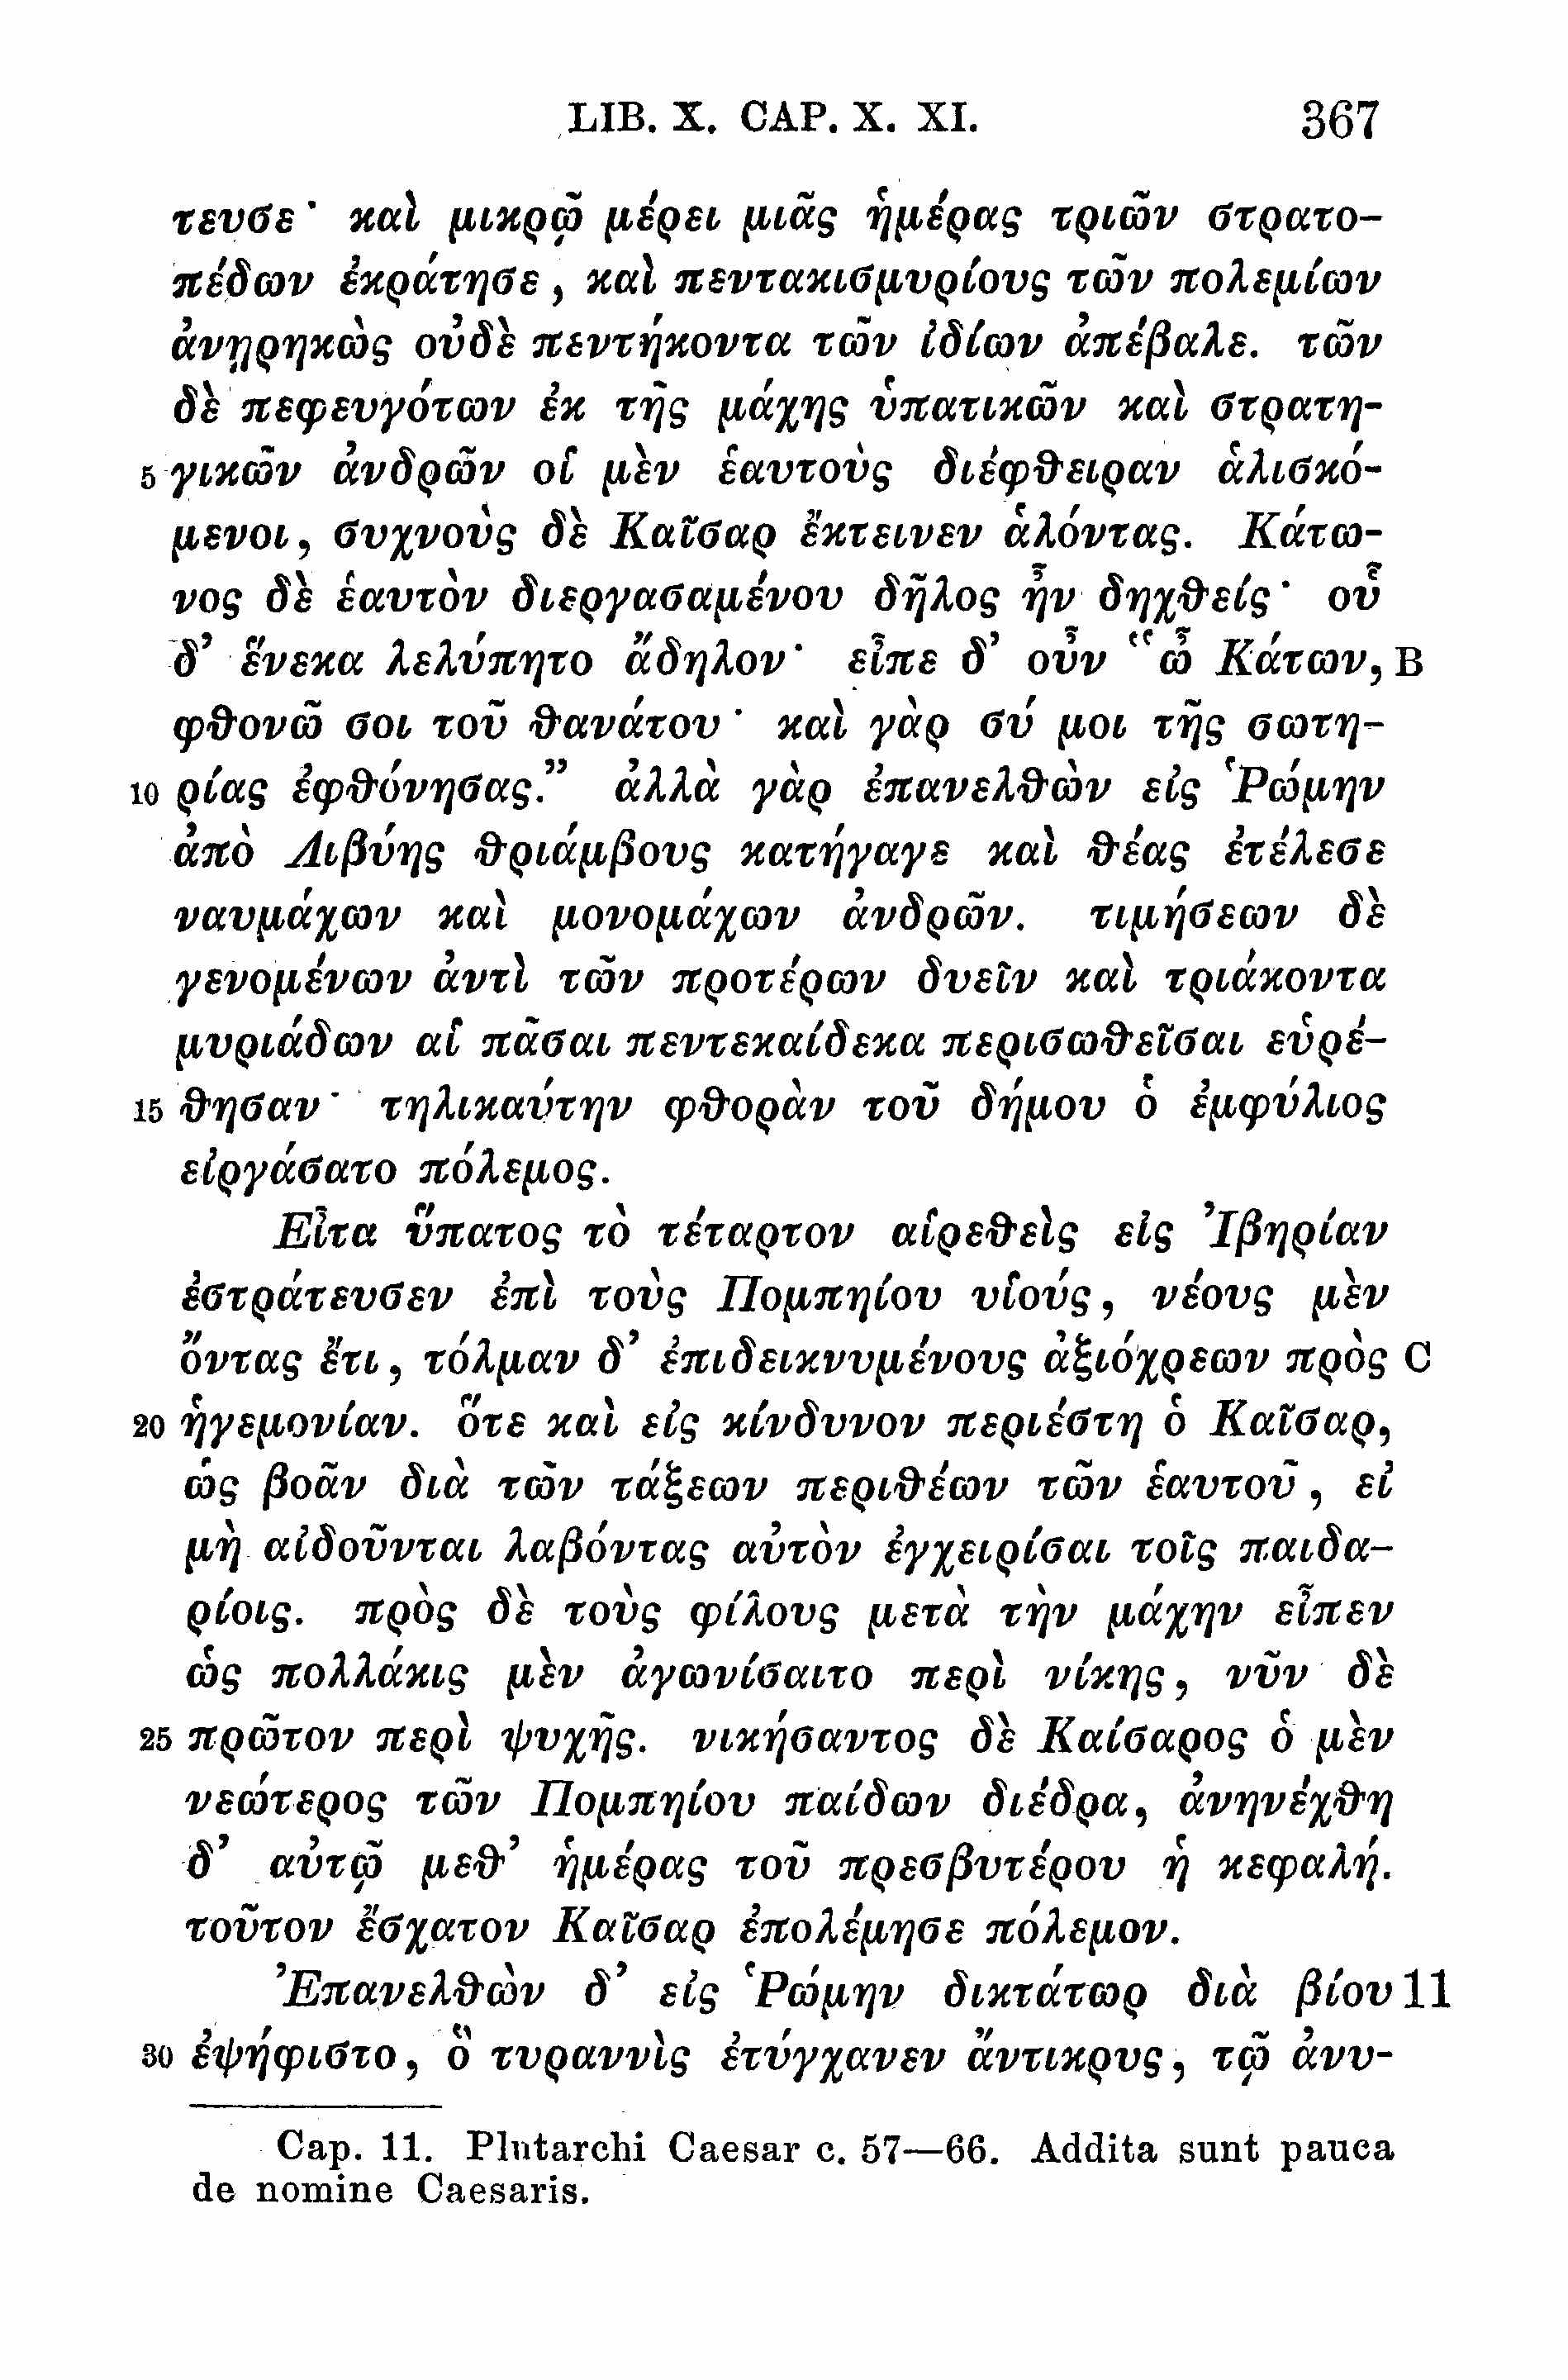 LIB. X. CAP. X. XI. 367
τευσε· καὶ μικρῷ μέρει μιᾶς ἡμέρας τριῶν στρατο-
πέδων ἐκράτησε, καὶ πεντακισμυρίους τῶν πολεμίων
ἀνῃρηκὼς οὐδὲ πεντήκοντα τῶν ἰδίων ἀπέβαλε. τῶν
δὲ πεφευγότων ἐκ τῆς μάχης ὑπατικῶν καὶ στρατη-
5 γικῶν ἀνδρῶν οἱ μὲν ἑαυτοὺς διέφθειραν ἁλισκό-
μενοι, συχνοὺς δὲ Καῖσαρ ἔκτεινεν ἁλόντας. Κάτω-
νος δὲ ἑαυτὸν διεργασαμένου δῆλος ἦν δηχθείς· οὗ
δ’ ἕνεκα λελύπητο ἄδηλον· εἶπε δ’ οὖν “ὦ Κάτων, B
φθονῶ σοι τοῦ θανάτου· καὶ γὰρ σύ μοι τῆς σωτη-
10 ρίας ἐφθόνησας.” ἀλλὰ γὰρ ἐπανελθὼν εἰς Ῥώμην
ἀπὸ Λιβύης θριάμβους κατήγαγε καὶ θέας ἐτέλεσε
ναυμάχων καὶ μονομάχων ἀνδρῶν. τιμήσεων δὲ
γενομένων ἀντὶ τῶν προτέρων δυεῖν καὶ τριάκοντα
μυριάδων αἱ πᾶσαι πεντεκαίδεκα περισωθεῖσαι εὑρέ-
15 θησαν· τηλικαύτην φθορὰν τοῦ δήμου ὁ ἐμφύλιος
εἰργάσατο πόλεμος.
Εἶτα ὕπατος τὸ τέταρτον αἱρεθεὶς εἰς Ἰβηρίαν
ἐστράτευσεν ἐπὶ τοὺς Πομπηίου υἱούς, νέους μὲν
ὄντας ἔτι, τόλμαν δ’ ἐπιδεικνυμένους ἀξιόχρεων πρὸς C
20 ἡγεμονίαν. ὅτε καὶ εἰς κίνδυνον περιέστη ὁ Καῖσαρ,
ὡς βοᾶν διὰ τῶν τάξεων περιθέων τῶν ἑαυτοῦ, εἰ
μὴ αἰδοῦνται λαβόντας αὐτὸν ἐγχειρίσαι τοῖς παιδα-
ρίοις. πρὸς δὲ τοὺς φίλους μετὰ τὴν μάχην εἶπεν
ὡς πολλάκις μὲν ἀγωνίσαιτο περὶ νίκης, νῦν δὲ
25 πρῶτον περὶ ψυχῆς. νικήσαντος δὲ Καίσαρος ὁ μὲν
νεώτερος τῶν Πομπηίου παίδων διέδρα, ἀνηνέχθη
δ’ αὐτῷ μεθ’ ἡμέρας τοῦ πρεσβυτέρου ἡ κεφαλή.
τοῦτον ἔσχατον Καῖσαρ ἐπολέμησε πόλεμον.
Ἐπανελθὼν δ’ εἰς Ῥώμην δικτάτωρ διὰ βίου 11
30 ἐψήφιστο, ὃ τυραννὶς ἐτύγχανεν ἄντικρυς, τῷ ἀνυ-
Cap. 11. Plutarchi Caesar c. 57—66. Addita sunt pauca
de nomine Caesaris.